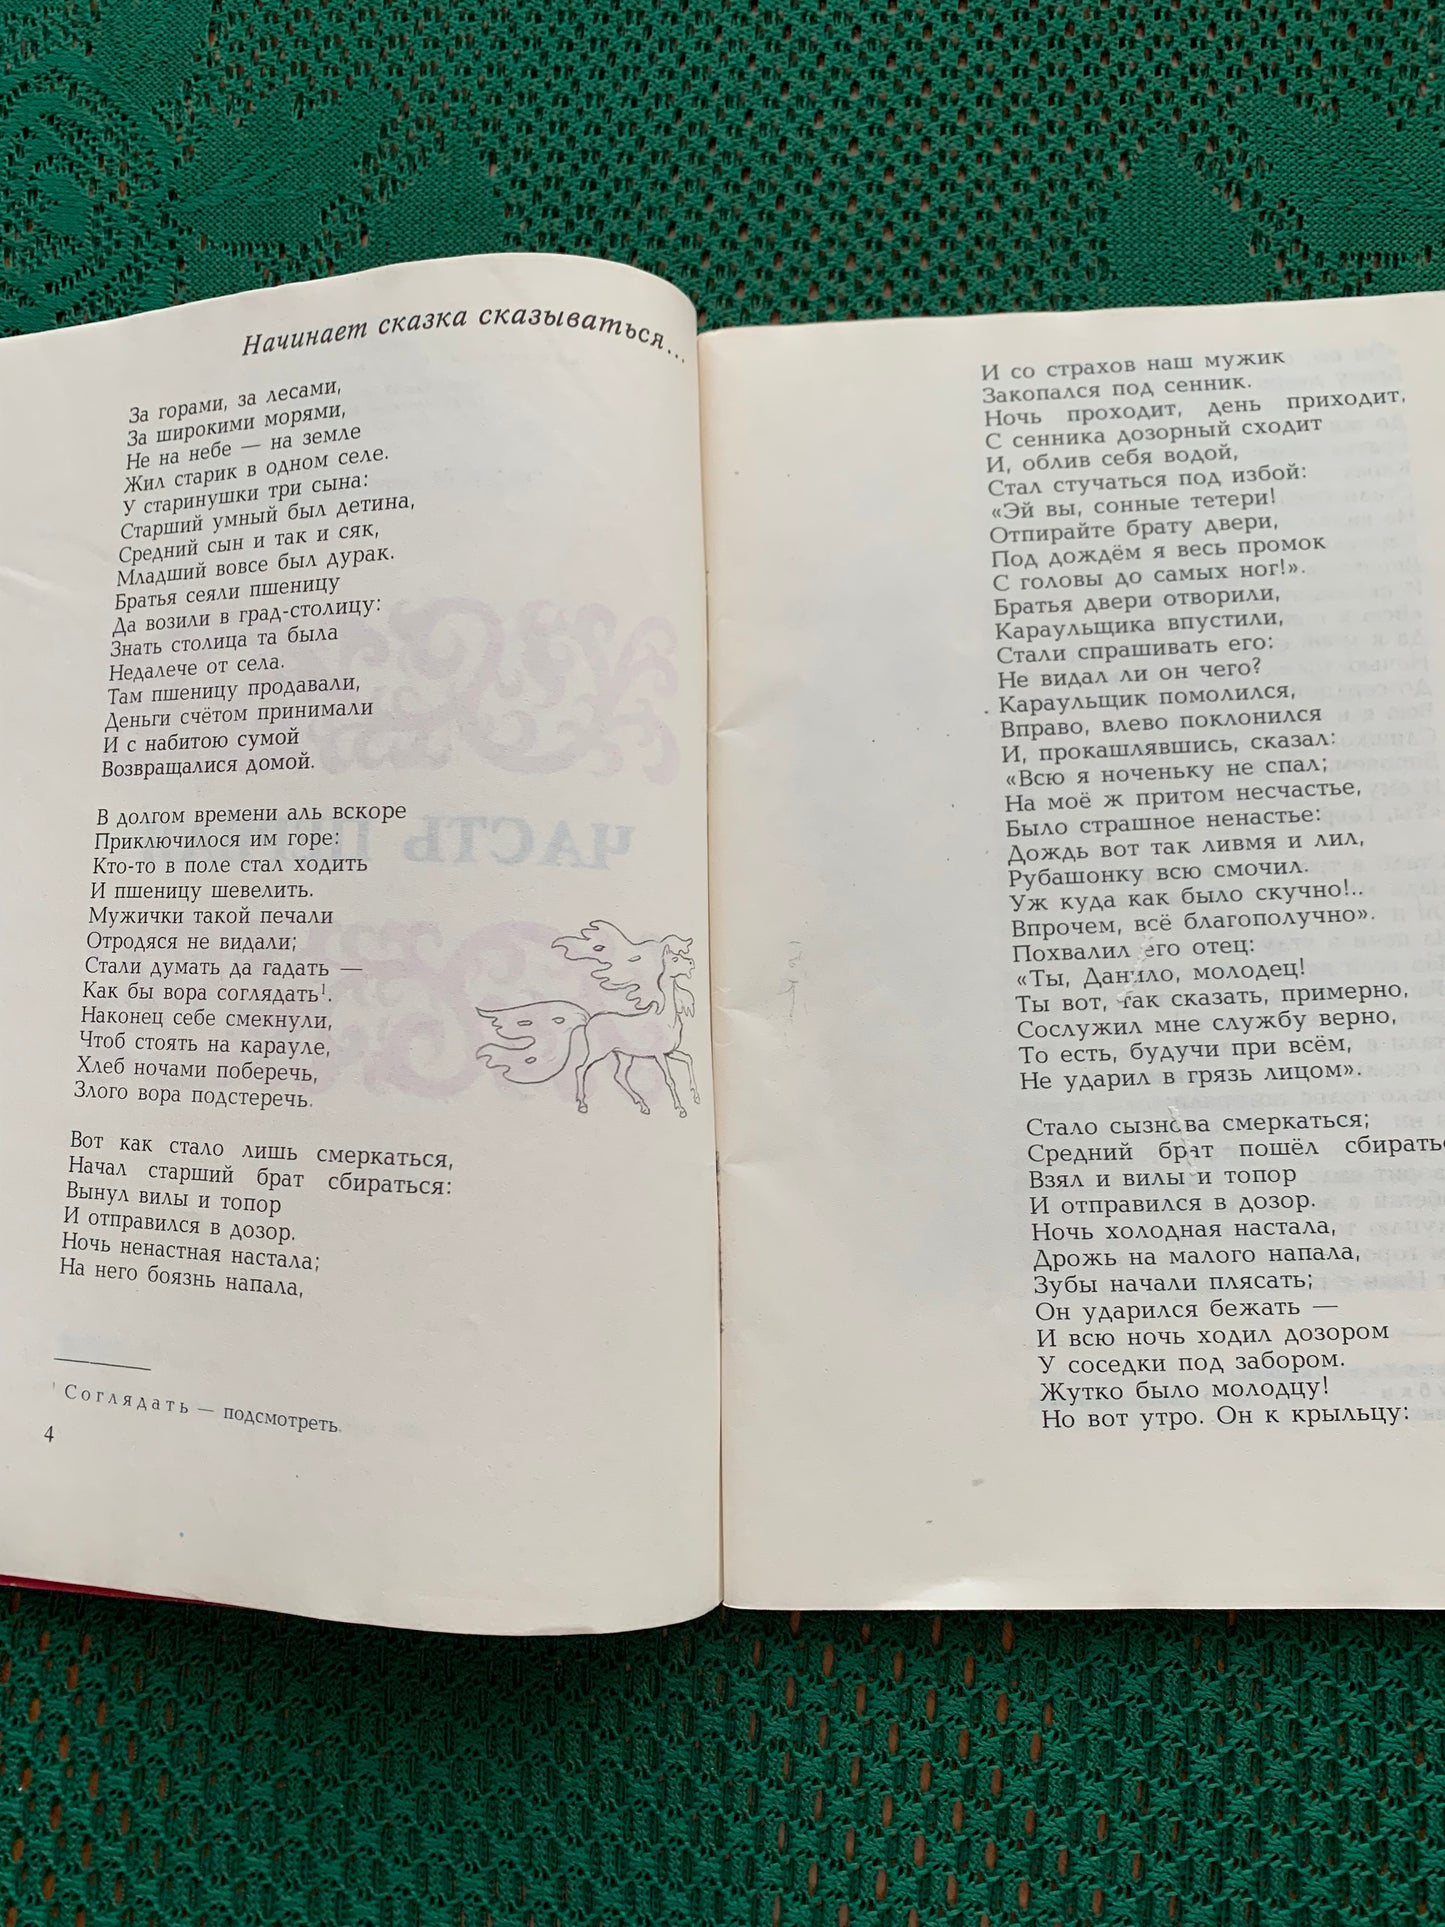 Начинает сказка сказываться...
За горами, за лесами,
За широкими морями,
Не на небе — на земле
Жил старик в одном селе.
У старинушки три сына:
Старший умный был детина,
Средний сын и так и сяк,
Младший вовсе был дурак.
Братья сеяли пшеницу
Да возили в град-столицу:
Знать столица та была
Недалече от села.
Там пшеницу продавали,
Деньги счётом принимали
И с набитою сумой
Возвращалися домой.
В долгом времени аль вскоре
Приключилося им горе:
Кто-то в поле стал ходить
И пшеницу шевелить.
Мужички такой печали
Отродяся не видали;
Стали думать да гадать —
Как бы вора соглядать¹.
Наконец себе смекнули,
Чтоб стоять на карауле,
Хлеб ночами поберечь,
Злого вора подстеречь.
Вот как стало лишь смеркаться,
Начал старший брат сбираться:
Вынул вилы и топор
И отправился в дозор.
Ночь ненастная настала;
На него боязнь напала,
¹ Соглядать — подсмотреть.
4
И со страхов наш мужик
Закопался под сенник.
Ночь проходит, день приходит,
С сенника дозорный сходит
И, облив себя водой,
Стал стучаться под избой:
«Эй вы, сонные тетери!
Отпирайте брату двери,
Под дождём я весь промок
С головы до самых ног!».
Братья двери отворили,
Караульщика впустили,
Стали спрашивать его:
Не видал ли он чего?
Караульщик помолился,
Вправо, влево поклонился
И, прокашлявшись, сказал:
«Всю я ноченьку не спал;
На моё ж притом несчастье,
Было страшное ненастье:
Дождь вот так ливмя и лил,
Рубашонку всю смочил.
Уж куда как было скучно!..
Впрочем, всё благополучно».
Похвалил его отец:
«Ты, Данило, молодец!
Ты вот, так сказать, примерно,
Сослужил мне службу верно,
То есть, будучи при всём,
Не ударил в грязь лицом».
Стало сызнова смеркаться;
Средний брат пошёл сбиратьс
Взял и вилы и топор
И отправился в дозор.
Ночь холодная настала,
Дрожь на малого напала,
Зубы начали плясать;
Он ударился бежать —
И всю ночь ходил дозором
У соседки под забором.
Жутко было молодцу!
Но вот утро. Он к крыльцу: